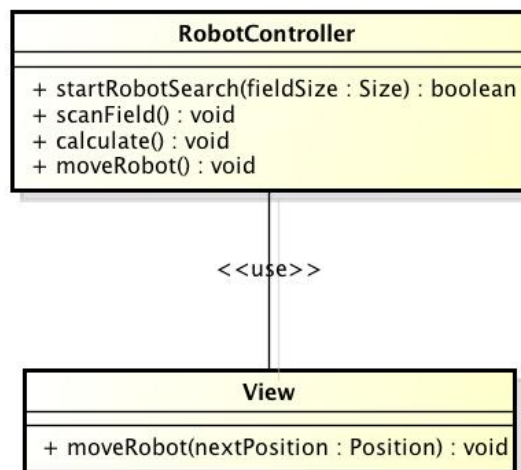 RobotController
+ startRobotSearch(fieldSize : Size) : boolean
+ scanField() : void
+ calculate() : void
+ moveRobot() : void
<<use>>
View
+ moveRobot(nextPosition : Position) : void